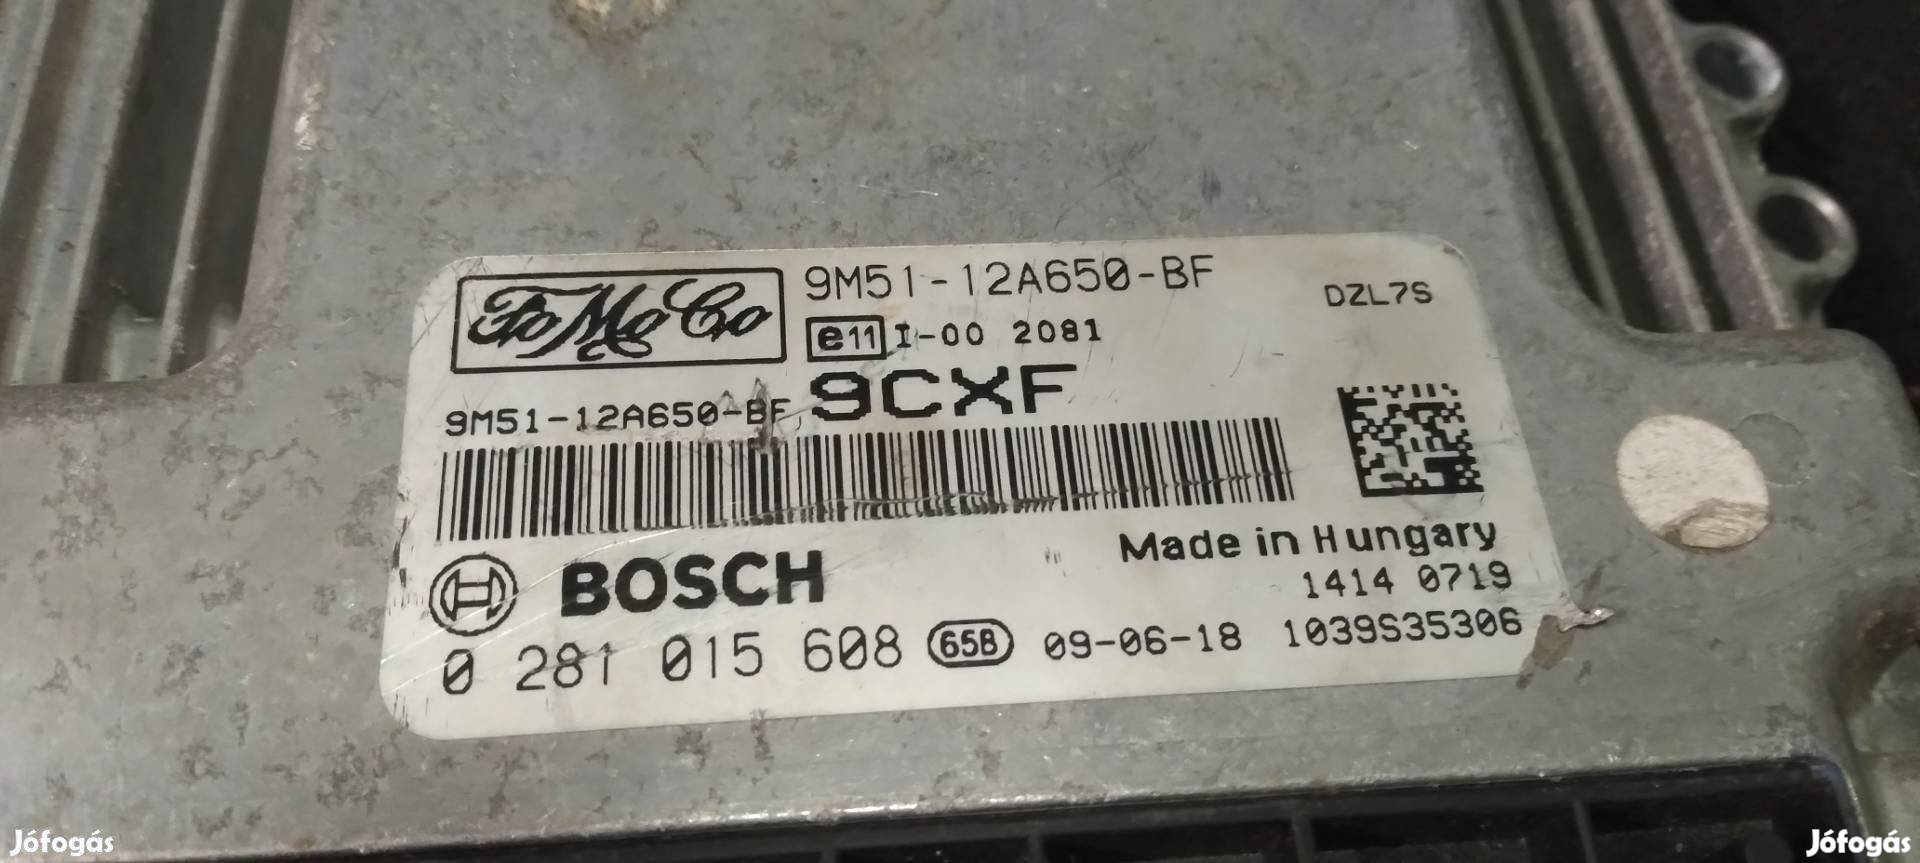 FoMoCo
9M51-12A650-BF
DZL7S
e11 I-00 2081
9CXF
9M51-12A650-BF
Made in Hungary
1414 0719
BOSCH
0 281 015 608 65B 09-06-18 1039S35306
Jófogás
Jófogás